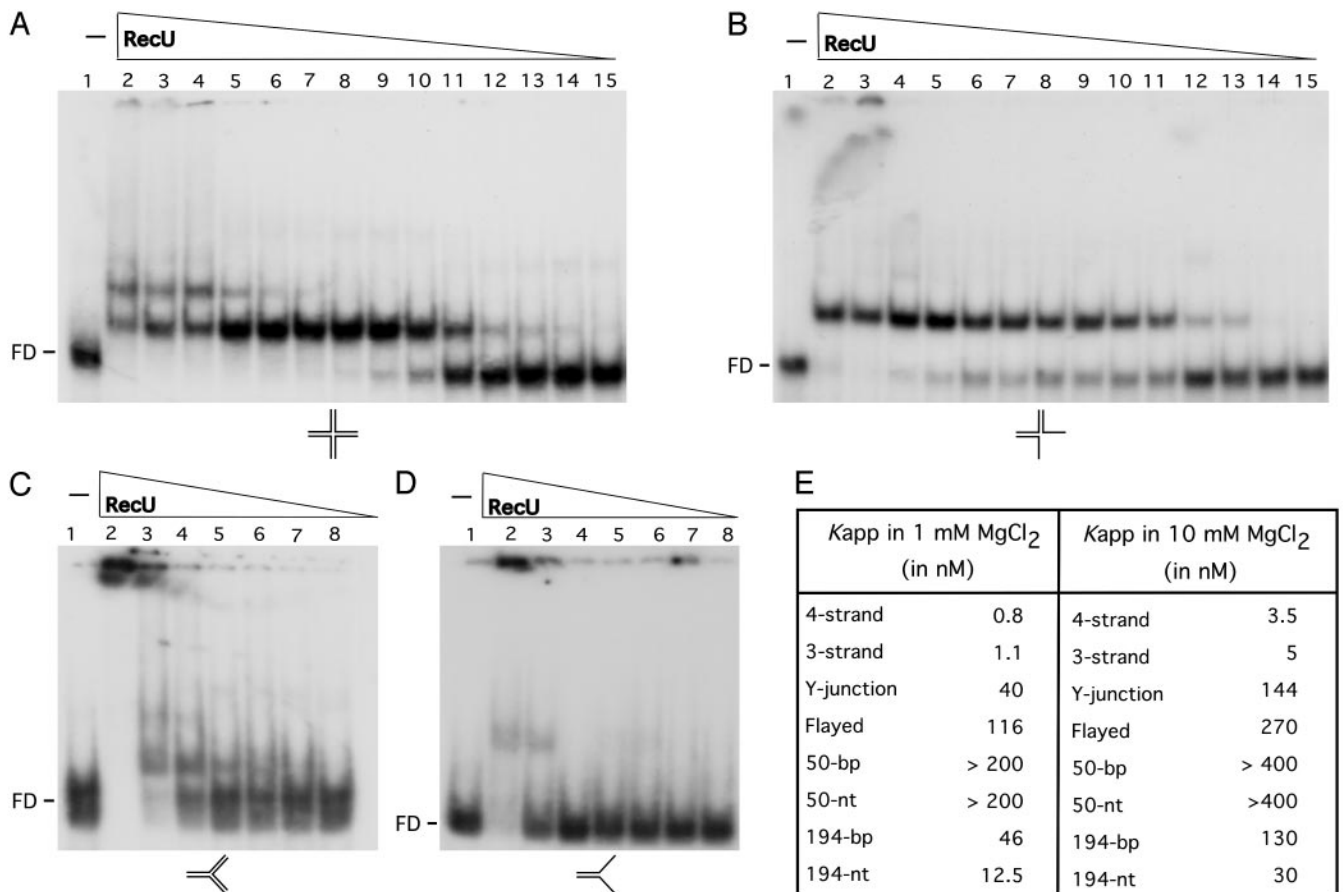 A
–
RecU
1 2 3 4 5 6 7 8 9 10 11 12 13 14 15
FD –
B
–
RecU
1 2 3 4 5 6 7 8 9 10 11 12 13 14 15
FD –
C
–
RecU
1 2 3 4 5 6 7 8
FD –
D
–
RecU
1 2 3 4 5 6 7 8
FD –
E
Kapp in 1 mM MgCl2 (in nM)
Kapp in 10 mM MgCl2 (in nM)
4-strand 0.8 4-strand 3.5
3-strand 1.1 3-strand 5
Y-junction 40 Y-junction 144
Flayed 116 Flayed 270
50-bp > 200 50-bp > 400
50-nt > 200 50-nt >400
194-bp 46 194-bp 130
194-nt 12.5 194-nt 30